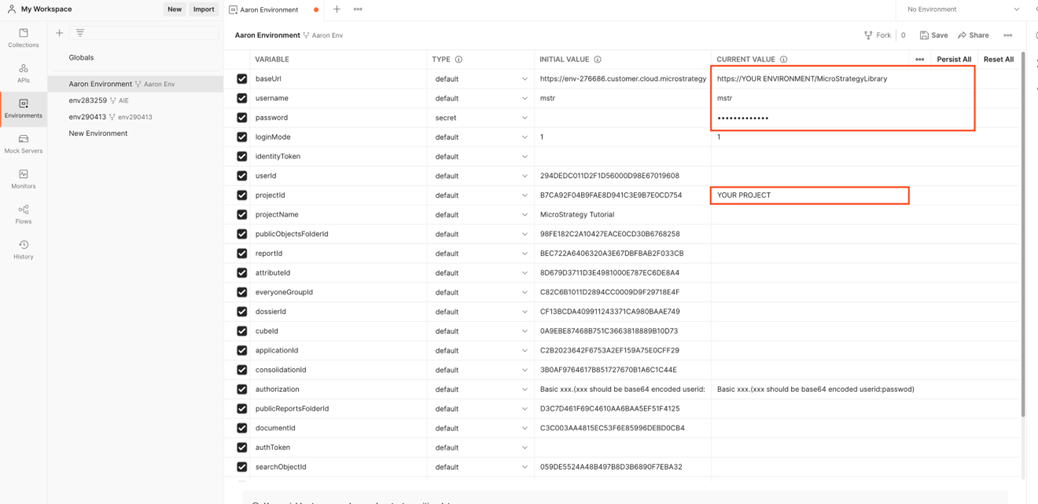 My Workspace New Import Aaron Environment No Environment
Collections
APIs
Environments
Mock Servers
Monitors
Flows
History
Globals
Aaron Environment Aaron Env
env283259 AIE
env290413 env290413
New Environment
Aaron Environment Aaron Env Fork 0 Save Share
VARIABLE TYPE INITIAL VALUE CURRENT VALUE Persist All Reset All
baseUrl default https://env-276686.customer.cloud.microstrategy https://YOUR ENVIRONMENT/MicroStrategyLibrary
username default mstr mstr
password secret •••••••••••••
loginMode default 1 1
identityToken default
userId default 294DEDC011D2F1D56000D98E67019608
projectId default B7CA92F04B9FAE8D941C3E9B7E0CD754 YOUR PROJECT
projectName default MicroStrategy Tutorial
publicObjectsFolderId default 98FE182C2A10427EACE0CD30B6768258
reportId default BEC722A6406320A3E67DBFBAB2F033CB
attributeId default 8D679D3711D3E4981000E787EC6DE8A4
everyoneGroupId default C82C6B1011D2894CC0009D9F29718E4F
dossierId default CF13BCDA409911243371CA980BAAE749
cubeId default 0A9EBE87468B751C3663818889B10D73
applicationId default C2B2023642F6753A2EF159A75E0CFF29
consolidationId default 3B0AF9764617B851727670B1A6C1C44E
authorization default Basic xxx.(xxx should be base64 encoded userid: Basic xxx.(xxx should be base64 encoded userid:passwod)
publicReportsFolderId default D3C7D461F69C4610AA6BAA5EF51F4125
documentId default C3C003AA4815EC53F6E85996DEBD0CB4
authToken default
searchObjectId default 059DE5524A48B497B8D3B6890F7EBA32